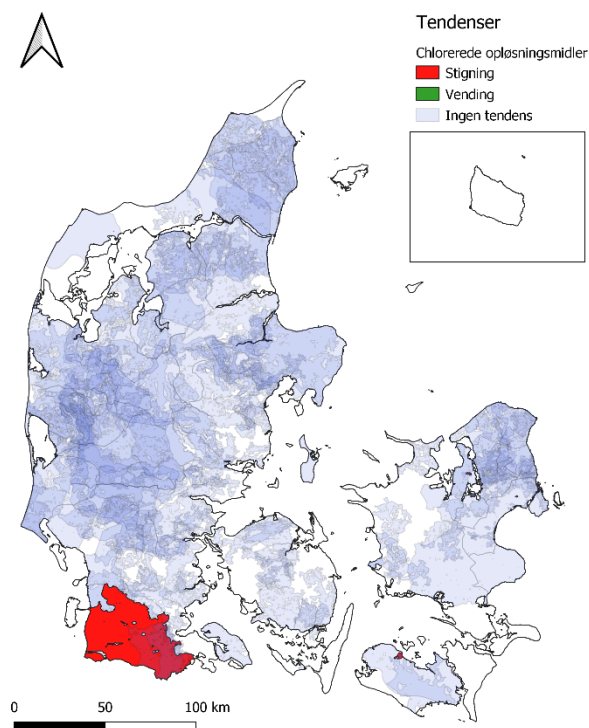 Tendenser
Chlorerede opløsningsmidler
Stigning
Vending
Ingen tendens
0 50 100 km